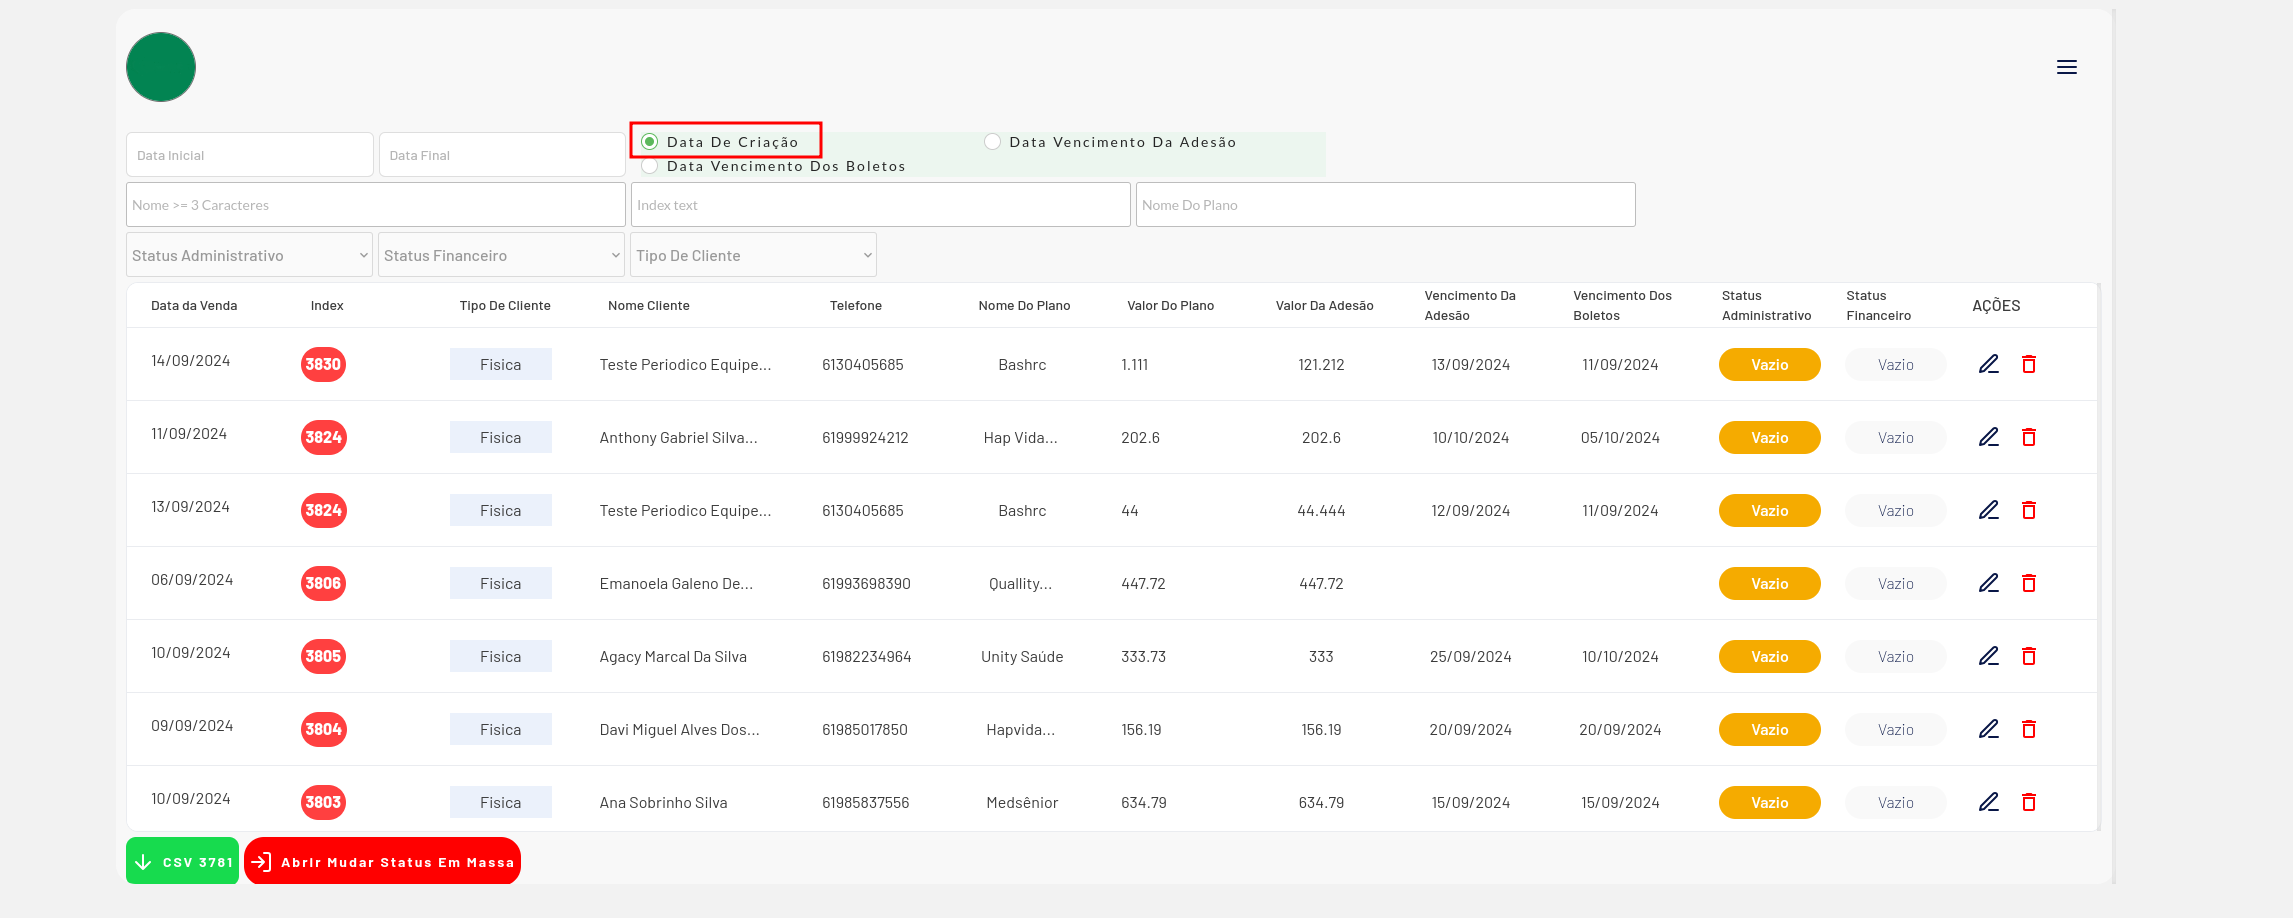 Data Inicial Data Final Data De Criação Data Vencimento Da Adesão
Data Vencimento Dos Boletos
Nome >= 3 Caracteres Index text Nome Do Plano
Status Administrativo Status Financeiro Tipo De Cliente
Data da Venda Index Tipo De Cliente Nome Cliente Telefone Nome Do Plano Valor Do Plano Valor Da Adesão Vencimento Da Adesão Vencimento Dos Boletos Status Administrativo Status Financeiro AÇÕES
14/09/2024 3830 Fisica Teste Periodico Equipe... 6130405685 Bashrc 1.111 121.212 13/09/2024 11/09/2024 Vazio Vazio
11/09/2024 3824 Fisica Anthony Gabriel Silva... 61999924212 Hap Vida... 202.6 202.6 10/10/2024 05/10/2024 Vazio Vazio
13/09/2024 3824 Fisica Teste Periodico Equipe... 6130405685 Bashrc 44 44.444 12/09/2024 11/09/2024 Vazio Vazio
06/09/2024 3806 Fisica Emanoela Galeno De... 61993698390 Quallity... 447.72 447.72 Vazio Vazio
10/09/2024 3805 Fisica Agacy Marcal Da Silva 61982234964 Unity Saúde 333.73 333 25/09/2024 10/10/2024 Vazio Vazio
09/09/2024 3804 Fisica Davi Miguel Alves Dos... 61985017850 Hapvida... 156.19 156.19 20/09/2024 20/09/2024 Vazio Vazio
10/09/2024 3803 Fisica Ana Sobrinho Silva 61985837556 Medsênior 634.79 634.79 15/09/2024 15/09/2024 Vazio Vazio
CSV 3781 Abrir Mudar Status Em Massa